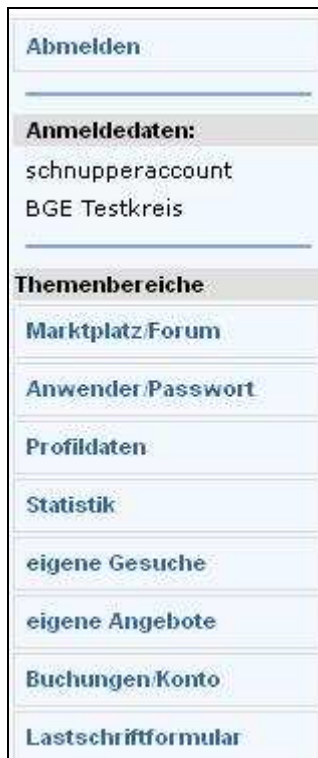 Abmelden
Anmeldedaten:
schnupperaccount
BGE Testkreis
Themenbereiche
Marktplatz/Forum
Anwender/Passwort
Profildaten
Statistik
eigene Gesuche
eigene Angebote
Buchungen/Konto
Lastschriftformular